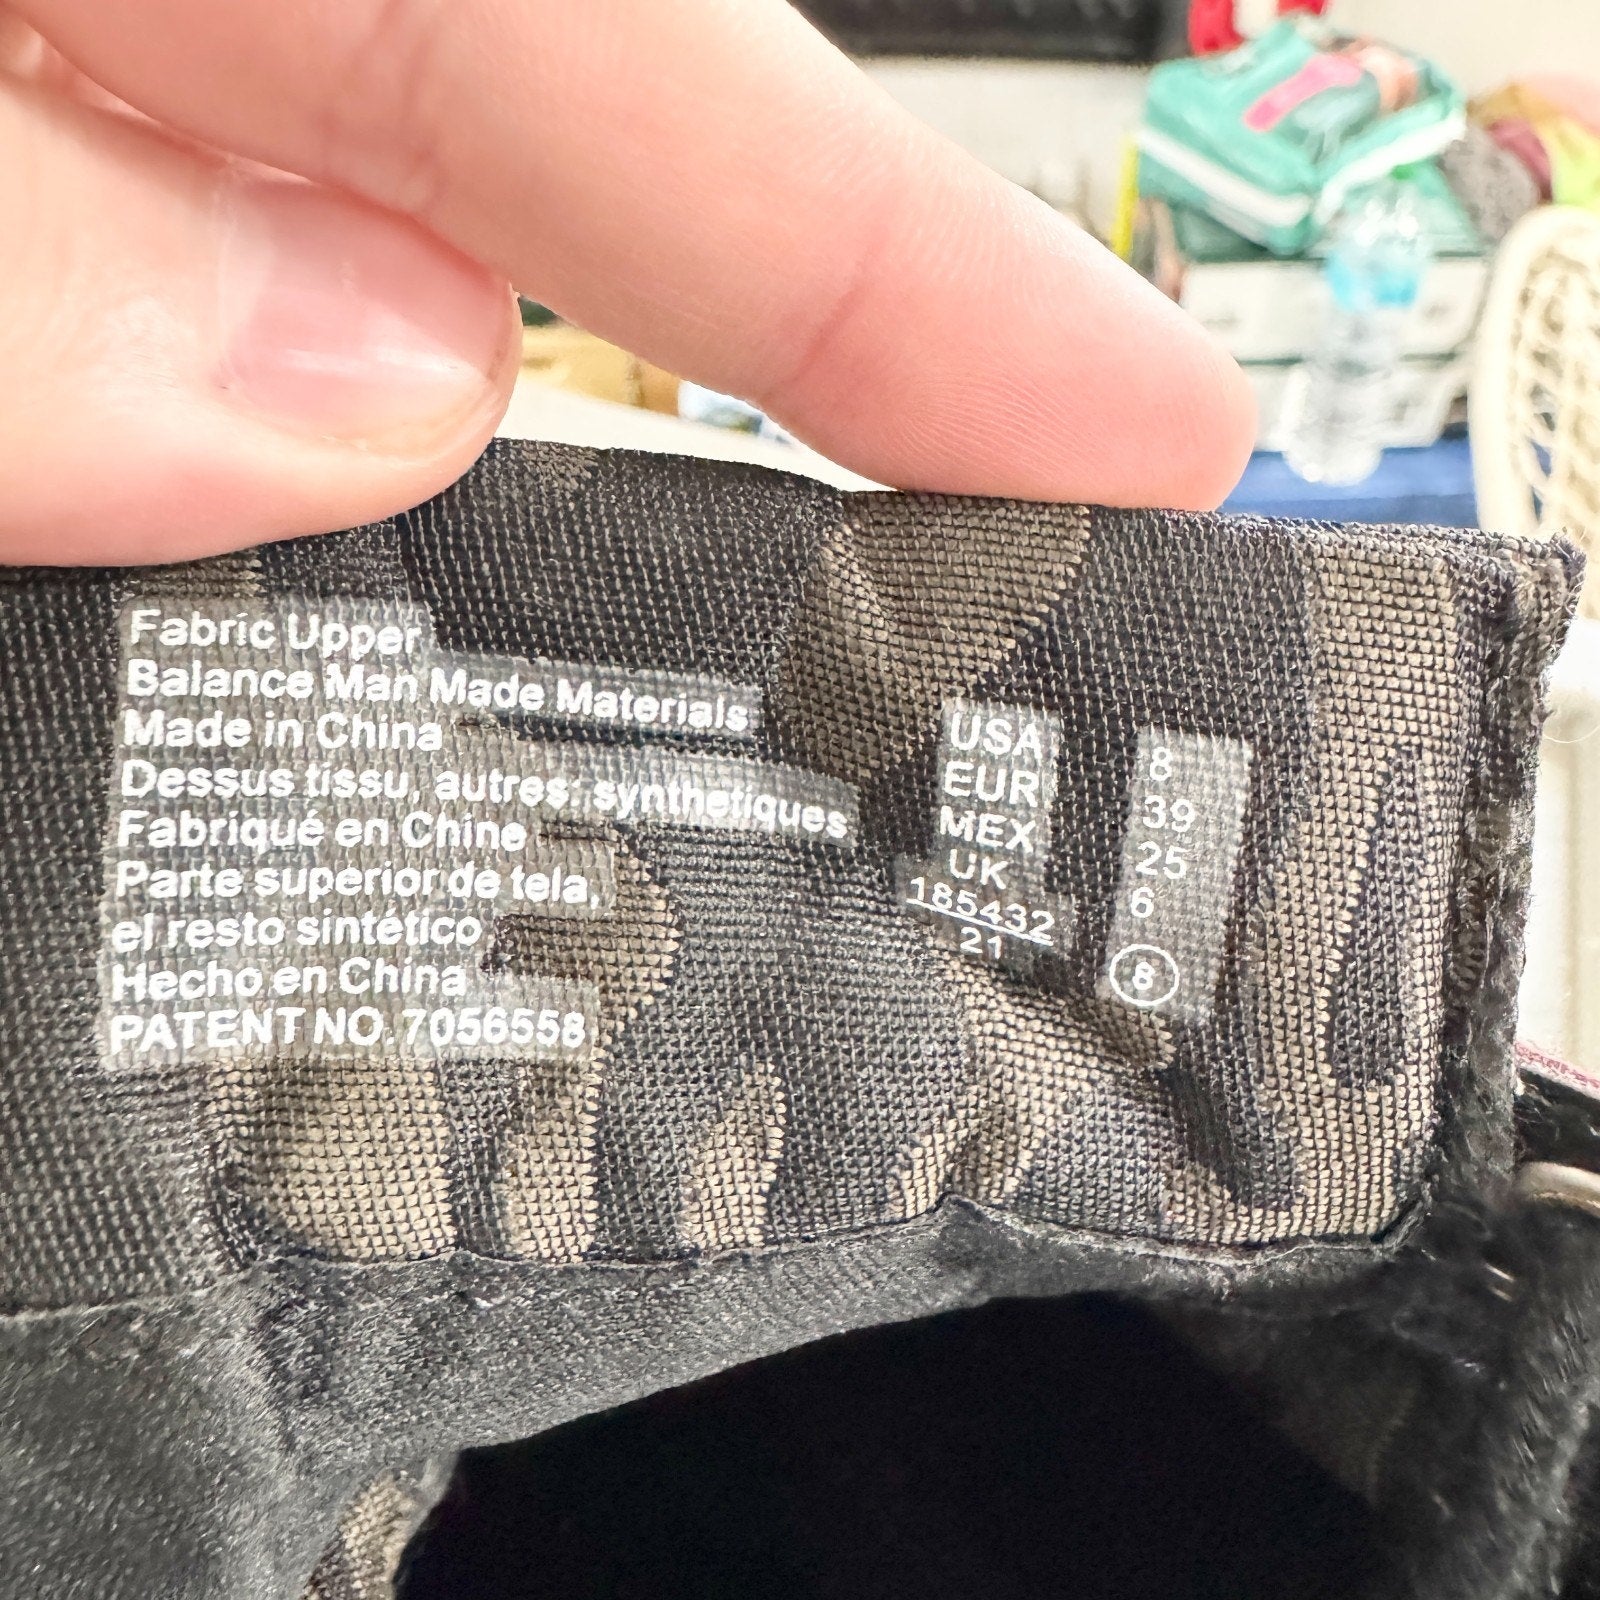 Fabric Upper
Balance Man Made Materials
Made in China
Dessus tissu, autres: synthetiques
Fabriqué en Chine
Parte superior de tela,
el resto sintético
Hecho en China
PATENT NO. 7056558
USA 8
EUR 39
MEX 25
UK 6
185432
21
8